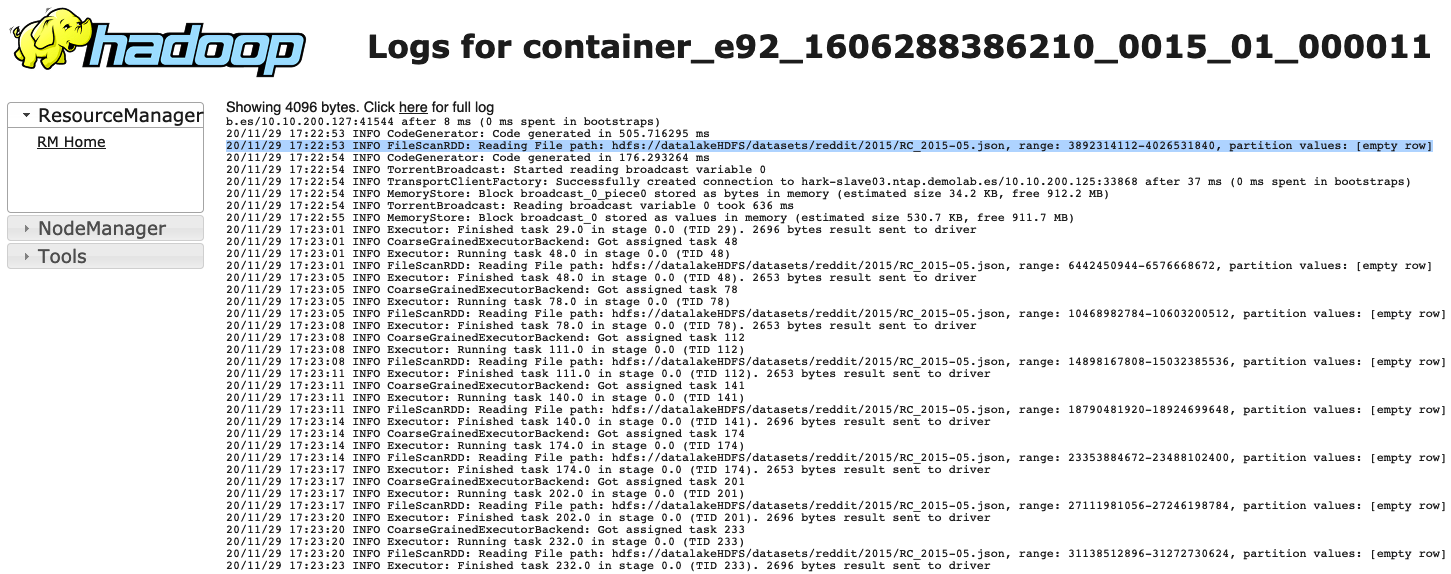 hadoop
Logs for container_e92_1606288386210_0015_01_000011
ResourceManager
RM Home
NodeManager
Tools
Showing 4096 bytes. Click here for full log
b.es/10.10.200.127:41544 after 8 ms (0 ms spent in bootstraps)
20/11/29 17:22:53 INFO CodeGenerator: Code generated in 505.716295 ms
20/11/29 17:22:53 INFO FileScanRDD: Reading File path: hdfs://datalakeHDFS/datasets/reddit/2015/RC_2015-05.json, range: 3892314112-4026531840, partition values: [empty row]
20/11/29 17:22:54 INFO CodeGenerator: Code generated in 176.293264 ms
20/11/29 17:22:54 INFO TorrentBroadcast: Started reading broadcast variable 0
20/11/29 17:22:54 INFO TransportClientFactory: Successfully created connection to hark-slave03.ntap.demolab.es/10.10.200.125:33868 after 37 ms (0 ms spent in bootstraps)
20/11/29 17:22:54 INFO MemoryStore: Block broadcast_0_piece0 stored as bytes in memory (estimated size 34.2 KB, free 912.2 MB)
20/11/29 17:22:54 INFO TorrentBroadcast: Reading broadcast variable 0 took 636 ms
20/11/29 17:22:55 INFO MemoryStore: Block broadcast_0 stored as values in memory (estimated size 530.7 KB, free 911.7 MB)
20/11/29 17:23:01 INFO Executor: Finished task 29.0 in stage 0.0 (TID 29). 2696 bytes result sent to driver
20/11/29 17:23:01 INFO CoarseGrainedExecutorBackend: Got assigned task 48
20/11/29 17:23:01 INFO Executor: Running task 48.0 in stage 0.0 (TID 48)
20/11/29 17:23:01 INFO FileScanRDD: Reading File path: hdfs://datalakeHDFS/datasets/reddit/2015/RC_2015-05.json, range: 6442450944-6576668672, partition values: [empty row]
20/11/29 17:23:05 INFO Executor: Finished task 48.0 in stage 0.0 (TID 48). 2653 bytes result sent to driver
20/11/29 17:23:05 INFO CoarseGrainedExecutorBackend: Got assigned task 78
20/11/29 17:23:05 INFO Executor: Running task 78.0 in stage 0.0 (TID 78)
20/11/29 17:23:05 INFO FileScanRDD: Reading File path: hdfs://datalakeHDFS/datasets/reddit/2015/RC_2015-05.json, range: 10468982784-10603200512, partition values: [empty row]
20/11/29 17:23:08 INFO Executor: Finished task 78.0 in stage 0.0 (TID 78). 2653 bytes result sent to driver
20/11/29 17:23:08 INFO CoarseGrainedExecutorBackend: Got assigned task 112
20/11/29 17:23:08 INFO Executor: Running task 111.0 in stage 0.0 (TID 112)
20/11/29 17:23:08 INFO FileScanRDD: Reading File path: hdfs://datalakeHDFS/datasets/reddit/2015/RC_2015-05.json, range: 14898167808-15032385536, partition values: [empty row]
20/11/29 17:23:11 INFO Executor: Finished task 111.0 in stage 0.0 (TID 112). 2653 bytes result sent to driver
20/11/29 17:23:11 INFO CoarseGrainedExecutorBackend: Got assigned task 141
20/11/29 17:23:11 INFO Executor: Running task 140.0 in stage 0.0 (TID 141)
20/11/29 17:23:11 INFO FileScanRDD: Reading File path: hdfs://datalakeHDFS/datasets/reddit/2015/RC_2015-05.json, range: 18790481920-18924699648, partition values: [empty row]
20/11/29 17:23:14 INFO Executor: Finished task 140.0 in stage 0.0 (TID 141). 2696 bytes result sent to driver
20/11/29 17:23:14 INFO CoarseGrainedExecutorBackend: Got assigned task 174
20/11/29 17:23:14 INFO Executor: Running task 174.0 in stage 0.0 (TID 174)
20/11/29 17:23:14 INFO FileScanRDD: Reading File path: hdfs://datalakeHDFS/datasets/reddit/2015/RC_2015-05.json, range: 23353884672-23488102400, partition values: [empty row]
20/11/29 17:23:17 INFO Executor: Finished task 174.0 in stage 0.0 (TID 174). 2653 bytes result sent to driver
20/11/29 17:23:17 INFO CoarseGrainedExecutorBackend: Got assigned task 201
20/11/29 17:23:17 INFO Executor: Running task 202.0 in stage 0.0 (TID 201)
20/11/29 17:23:17 INFO FileScanRDD: Reading File path: hdfs://datalakeHDFS/datasets/reddit/2015/RC_2015-05.json, range: 27111981056-27246198784, partition values: [empty row]
20/11/29 17:23:20 INFO Executor: Finished task 202.0 in stage 0.0 (TID 201). 2696 bytes result sent to driver
20/11/29 17:23:20 INFO CoarseGrainedExecutorBackend: Got assigned task 233
20/11/29 17:23:20 INFO Executor: Running task 232.0 in stage 0.0 (TID 233)
20/11/29 17:23:20 INFO FileScanRDD: Reading File path: hdfs://datalakeHDFS/datasets/reddit/2015/RC_2015-05.json, range: 31138512896-31272730624, partition values: [empty row]
20/11/29 17:23:23 INFO Executor: Finished task 232.0 in stage 0.0 (TID 233). 2696 bytes result sent to driver